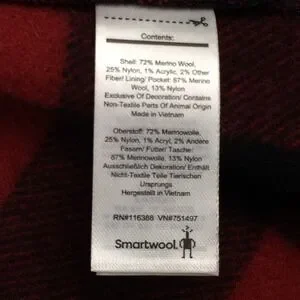 Contents:
Shell: 72% Merino Wool,
25% Nylon, 1% Acrylic, 2% Other
Fiber/ Lining/ Pocket: 87% Merino
Wool, 13% Nylon
Exclusive Of Decoration/ Contains
Non-Textile Parts Of Animal Origin
Made in Vietnam
Oberstoff: 72% Merinowolle,
25% Nylon, 1% Acryl, 2% Andere
Fasern/ Futter/ Tasche:
87% Merinowolle, 13% Nylon
Ausschließlich Dekoration/ Enthält
Nicht-Textile Teile Tierischen
Ursprungs
Hergestellt in Vietnam
RN#116388 VN#751497
Smartwool